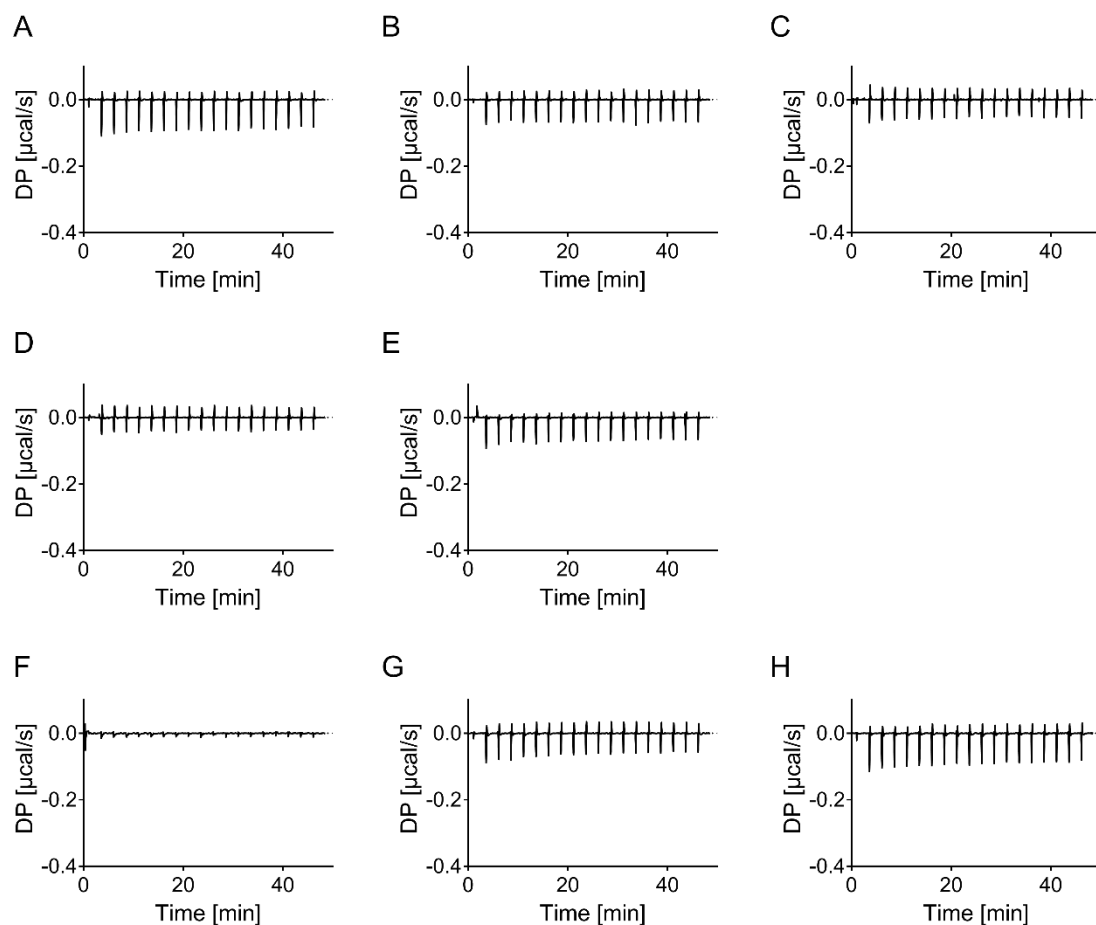 A B C
0.0 0.0 0.0
DP [µcal/s] DP [µcal/s] DP [µcal/s]
-0.2 -0.2 -0.2
-0.4 -0.4 -0.4
0 20 40 0 20 40 0 20 40
Time [min] Time [min] Time [min]
D E
0.0 0.0
DP [µcal/s] DP [µcal/s]
-0.2 -0.2
-0.4 -0.4
0 20 40 0 20 40
Time [min] Time [min]
F G H
0.0 0.0 0.0
DP [µcal/s] DP [µcal/s] DP [µcal/s]
-0.2 -0.2 -0.2
-0.4 -0.4 -0.4
0 20 40 0 20 40 0 20 40
Time [min] Time [min] Time [min]